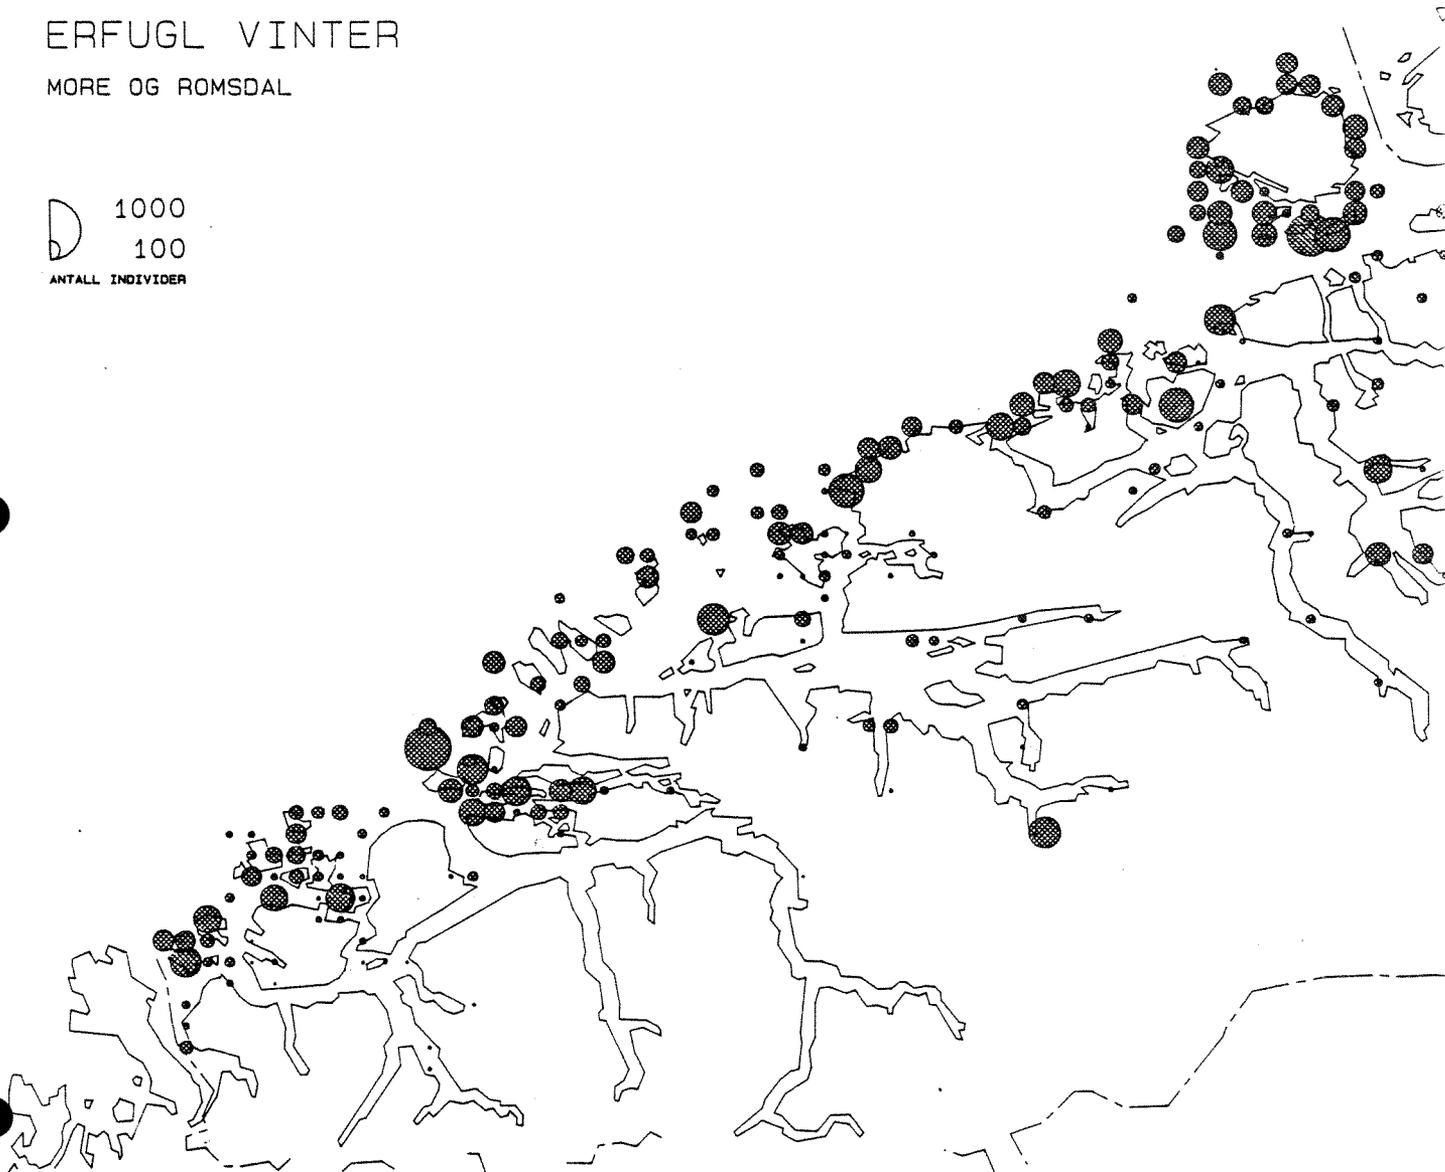 ERFUGL VINTER
MORE OG ROMSDAL
1000
100
ANTALL INDIVIDER